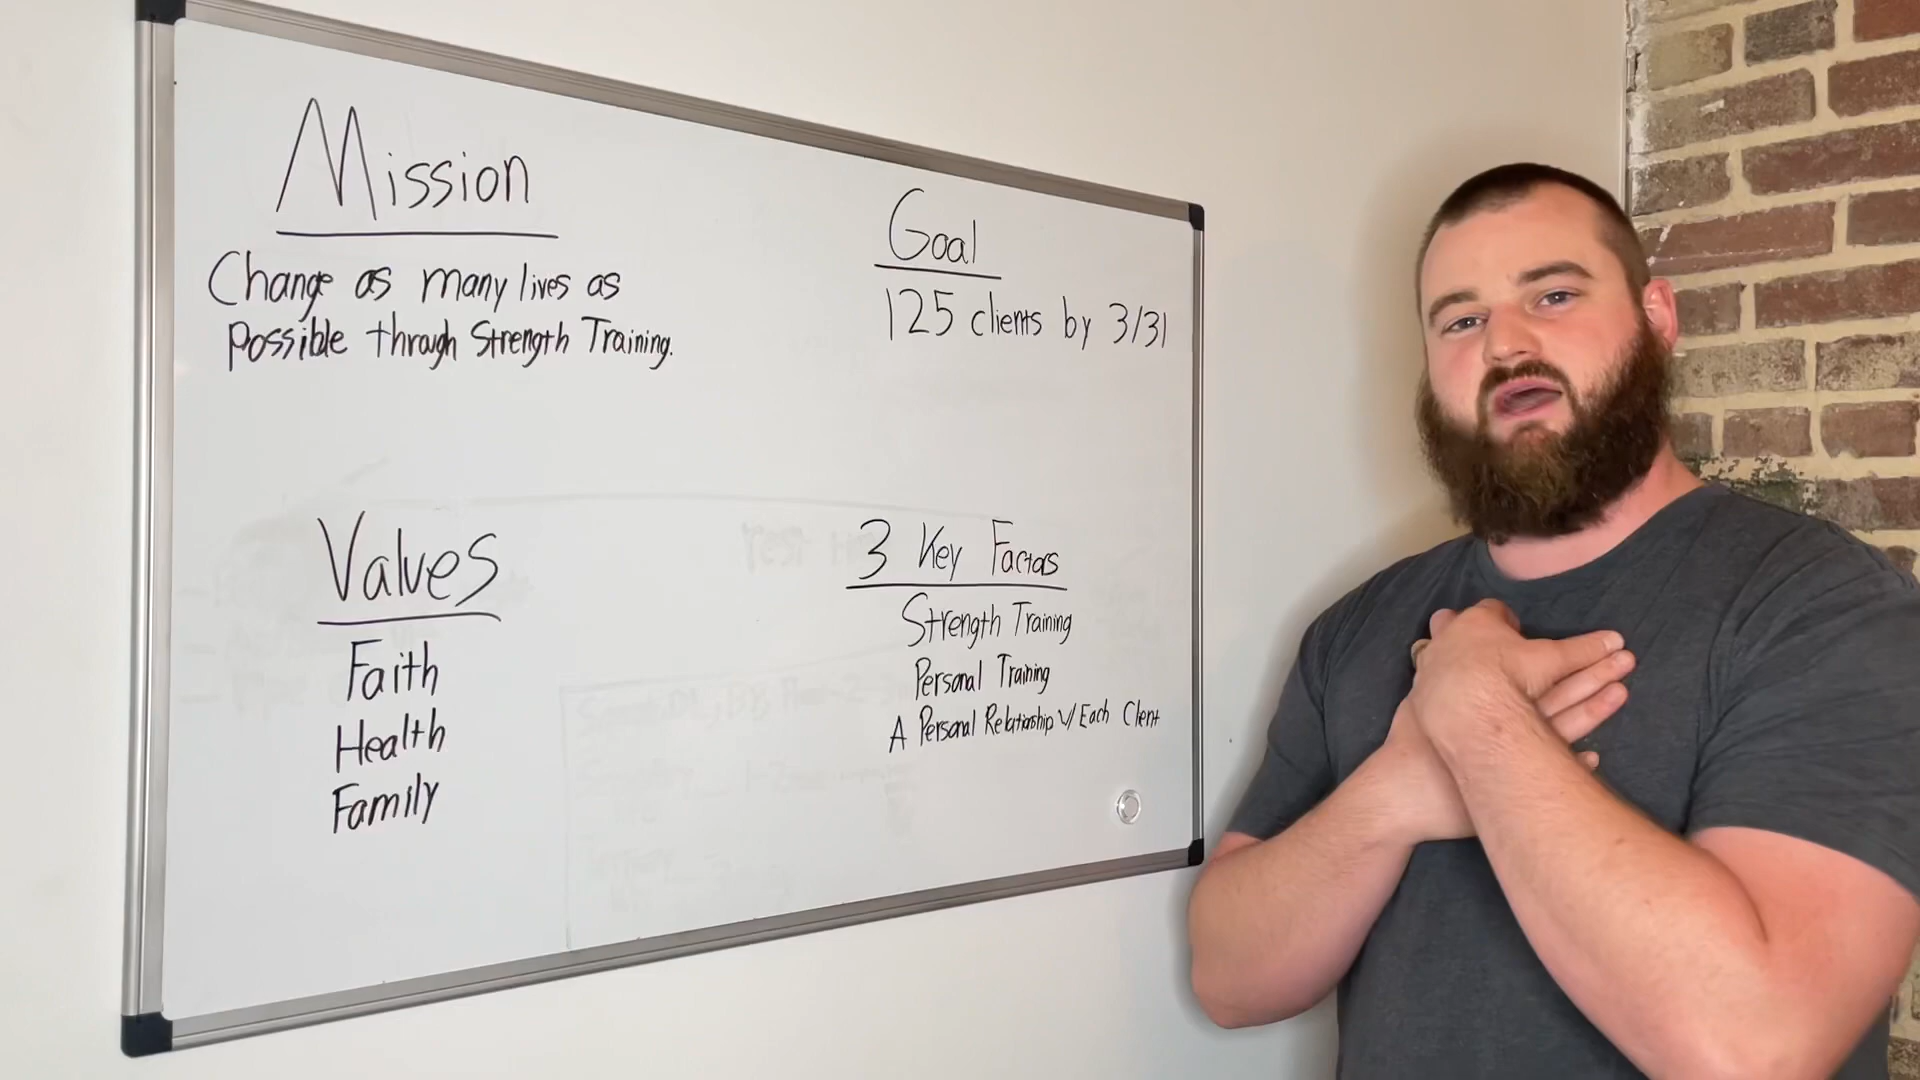 Mission
Change as many lives as
possible through Strength Training.
Goal
125 clients by 3/31
Values
Faith
Health
Family
3 Key Factors
Strength Training
Personal Training
A Personal Relationship w/ Each Client